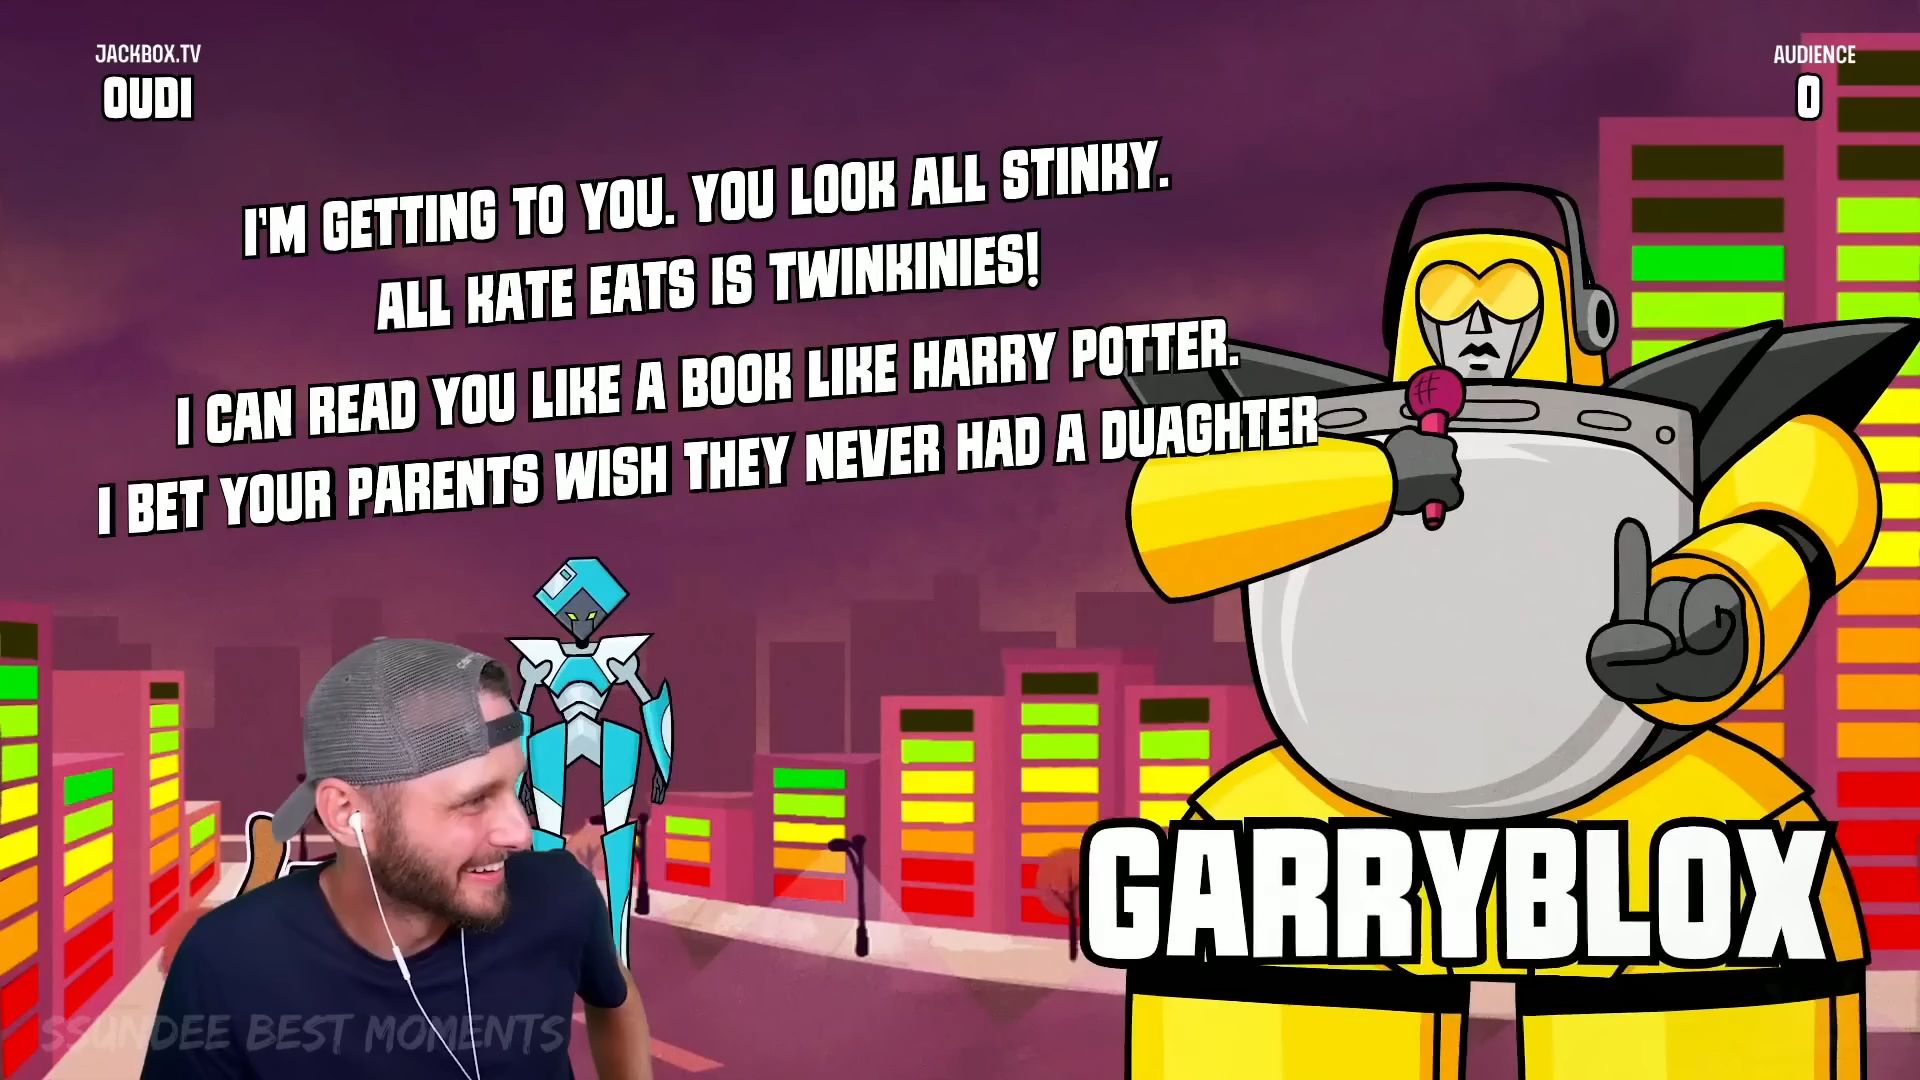 JACKBOX.TV
OUDI
AUDIENCE
0
I'M GETTING TO YOU. YOU LOOK ALL STINKY.
ALL KATE EATS IS TWINKINIES!
I CAN READ YOU LIKE A BOOK LIKE HARRY POTTER.
I BET YOUR PARENTS WISH THEY NEVER HAD A DUAGHTER
GARRYBLOX
SSUNDEE BEST MOMENTS